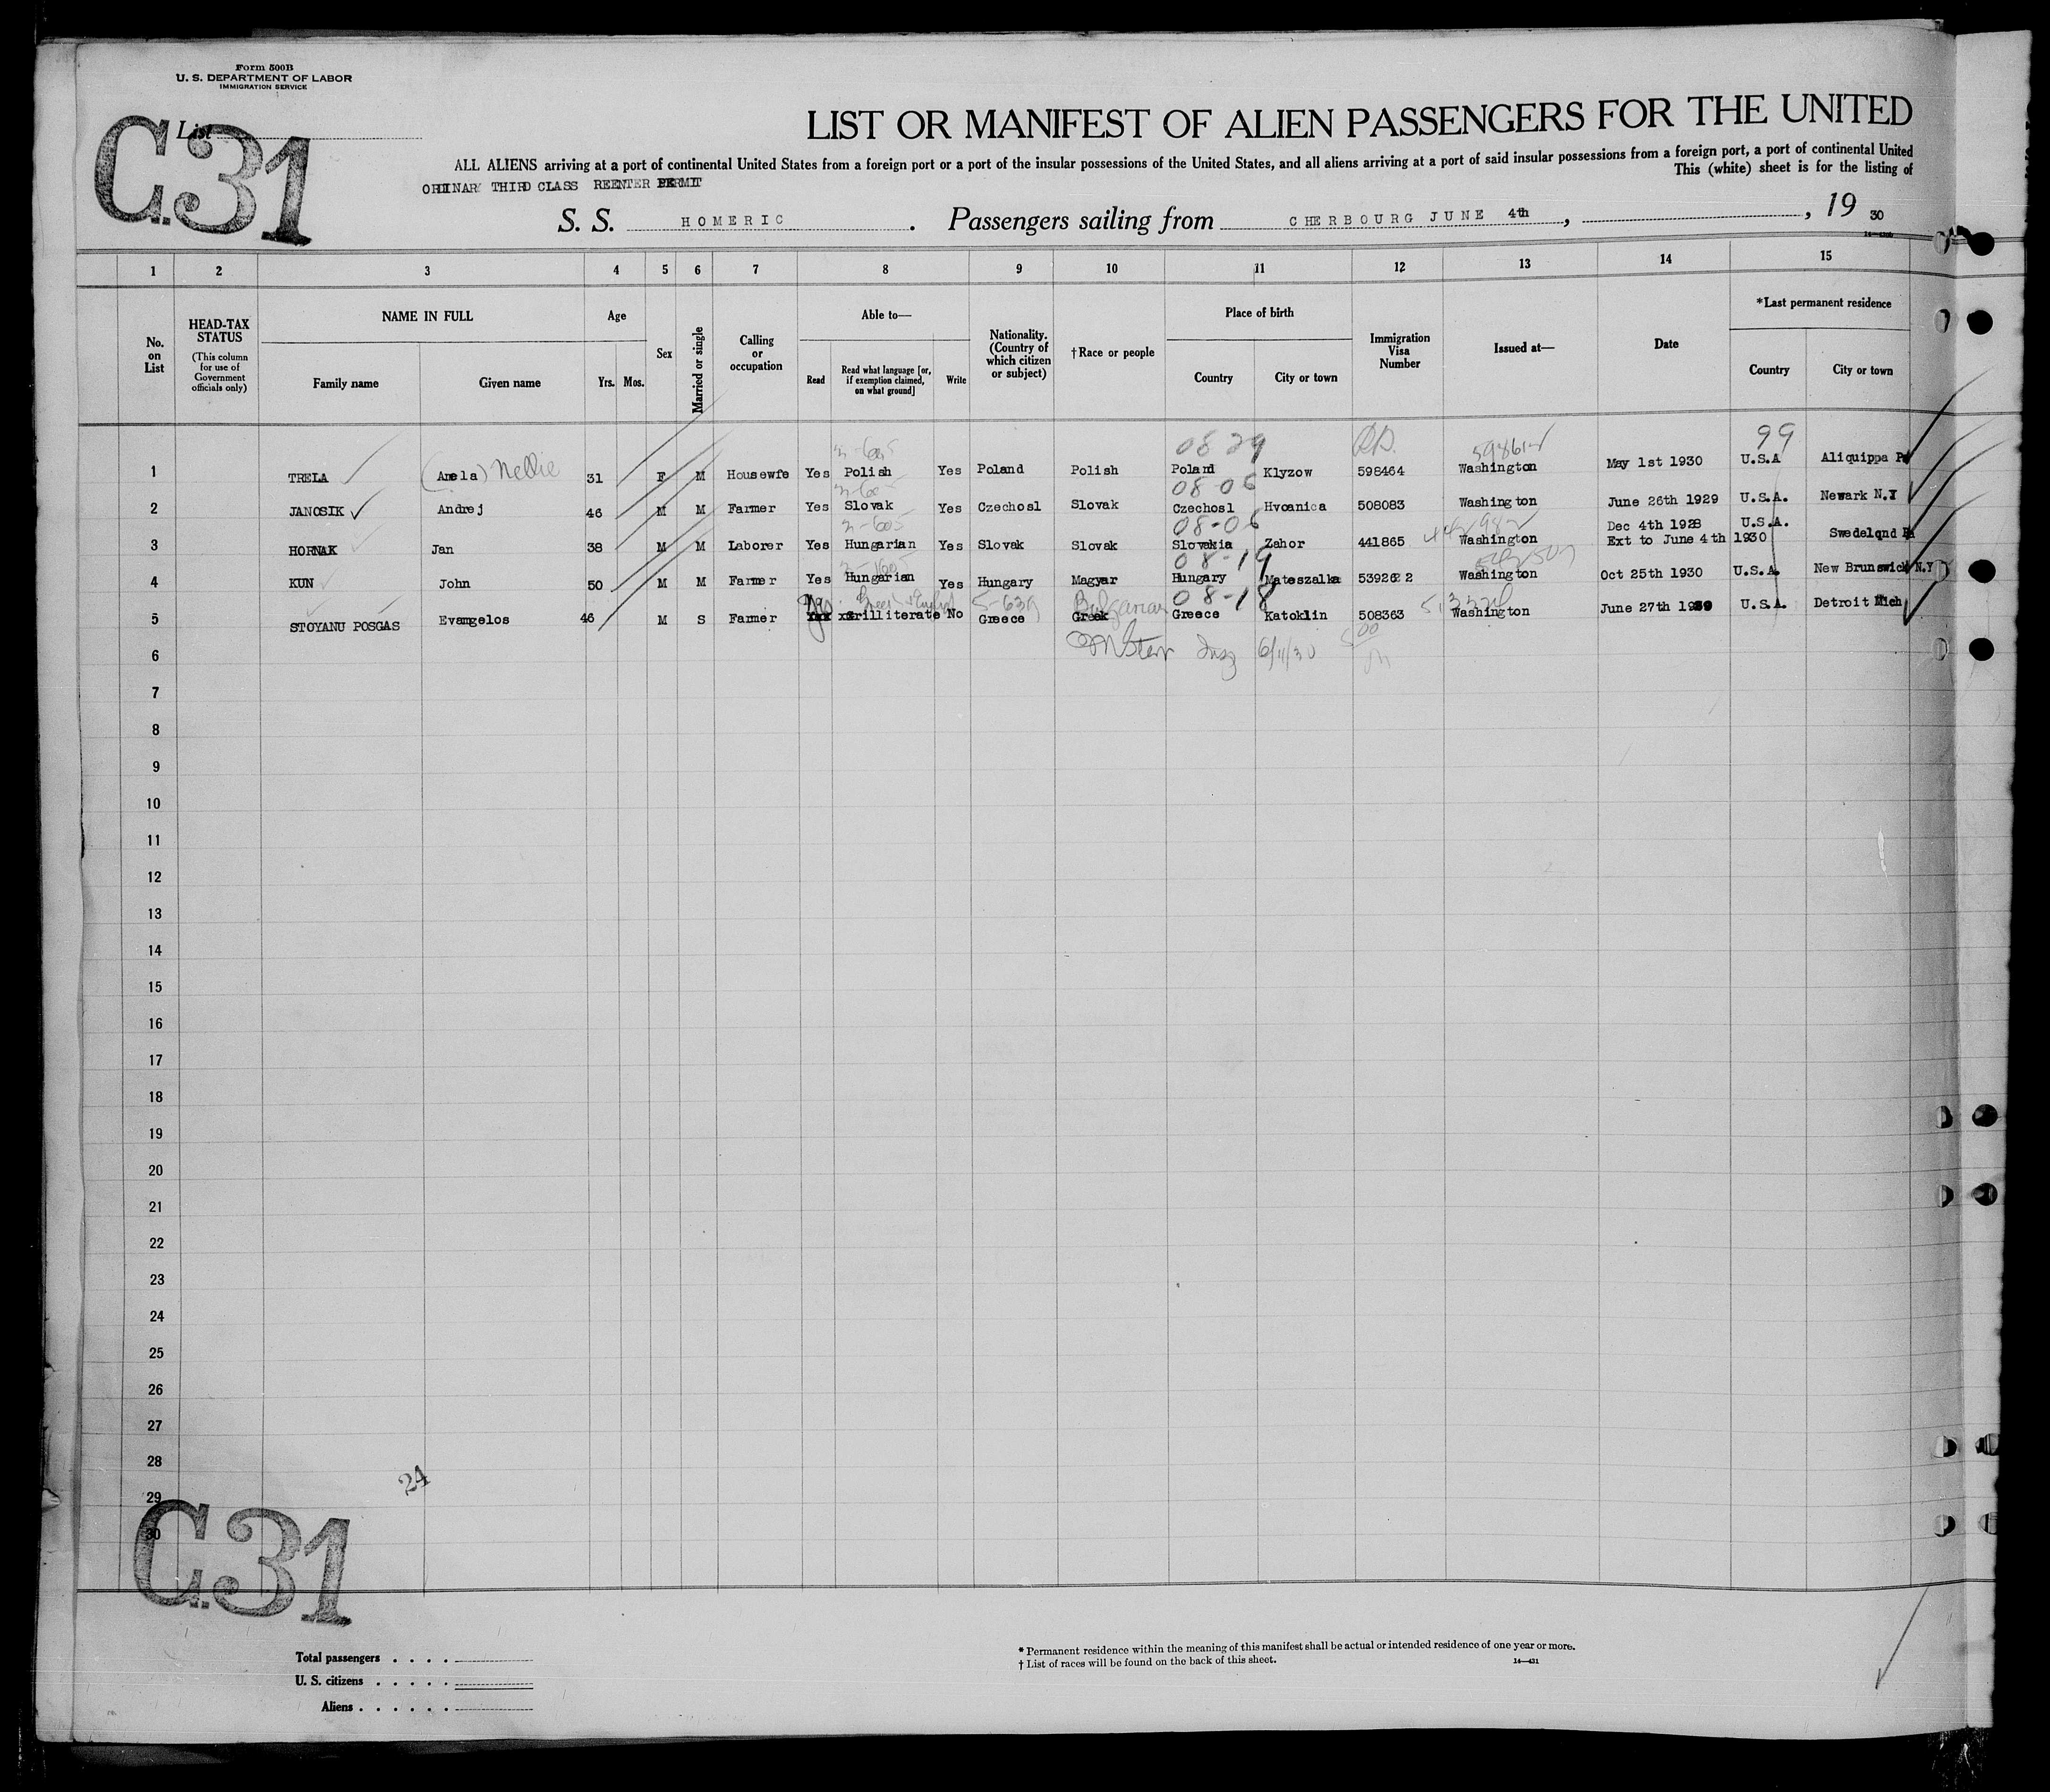 Form 500B
U. S. DEPARTMENT OF LABOR
IMMIGRATION SERVICE
List
C.31
LIST OR MANIFEST OF ALIEN PASSENGERS FOR THE UNITED
ALL ALIENS arriving at a port of continental United States from a foreign port or a port of the insular possessions of the United States, and all aliens arriving at a port of said insular possessions from a foreign port, a port of continental United
This (white) sheet is for the listing of
ORDINARY THIRD CLASS REENTER PERMIT
S. S. HOMERIC . Passengers sailing from CHERBOURG JUNE 4th , , 19 30
1 2 3 4 5 6 7 8 9 10 11 12 13 14 15
No. on List
HEAD-TAX STATUS (This column for use of Government officials only)
NAME IN FULL
Family name Given name
Age
Yrs. Mos.
Sex
Married or single
Calling or occupation
Able to—
Read Read what language [or, if exemption claimed, on what ground] Write
Nationality. (Country of which citizen or subject)
†Race or people
Place of birth
Country City or town
Immigration Visa Number
Issued at—
Date
*Last permanent residence
Country City or town
08 29 99
1 TRELA (Anela) Nellie 31 F M Housewfe Yes Polish Yes Poland Polish Poland Klyzow 598464 Washington May 1st 1930 U.S.A Aliquippa Pa
08-06
2 JANOSIK Andrej 46 M M Farmer Yes Slovak Yes Czechosl Slovak Czechosl Hvoanica 508083 Washington June 26th 1929 U.S.A. Newark N.Y
08-06
3 HORNAK Jan 38 M M Laborer Yes Hungarian Yes Slovak Slovak Slovakia Zahor 441865 Washington Dec 4th 1928 Ext to June 4th 1930 U.S.A. Swedelqnd Pa
08-19
4 KUN John 50 M M Farmer Yes Hungarian Yes Hungary Magyar Hungary Mateszalka 539262 2 Washington Oct 25th 1930 U.S.A. New Brunswick N.Y
No Greek & English 5-639 Bulgarian 08-18
5 STOYANU POSGAS Evangelos 46 M S Farmer illiterate No Greece Greek Greece Katoklin 508363 Washington June 27th 1929 U.S.A. Detroit Mich
6 Insp 6/11/30
7
8
9
10
11
12
13
14
15
16
17
18
19
20
21
22
23
24
25
26
27
28
29
30
24
C.31
Total passengers . . . .
U. S. citizens . . . . .
Aliens . . . . . .
* Permanent residence within the meaning of this manifest shall be actual or intended residence of one year or more.
† List of races will be found on the back of this sheet.
14—431